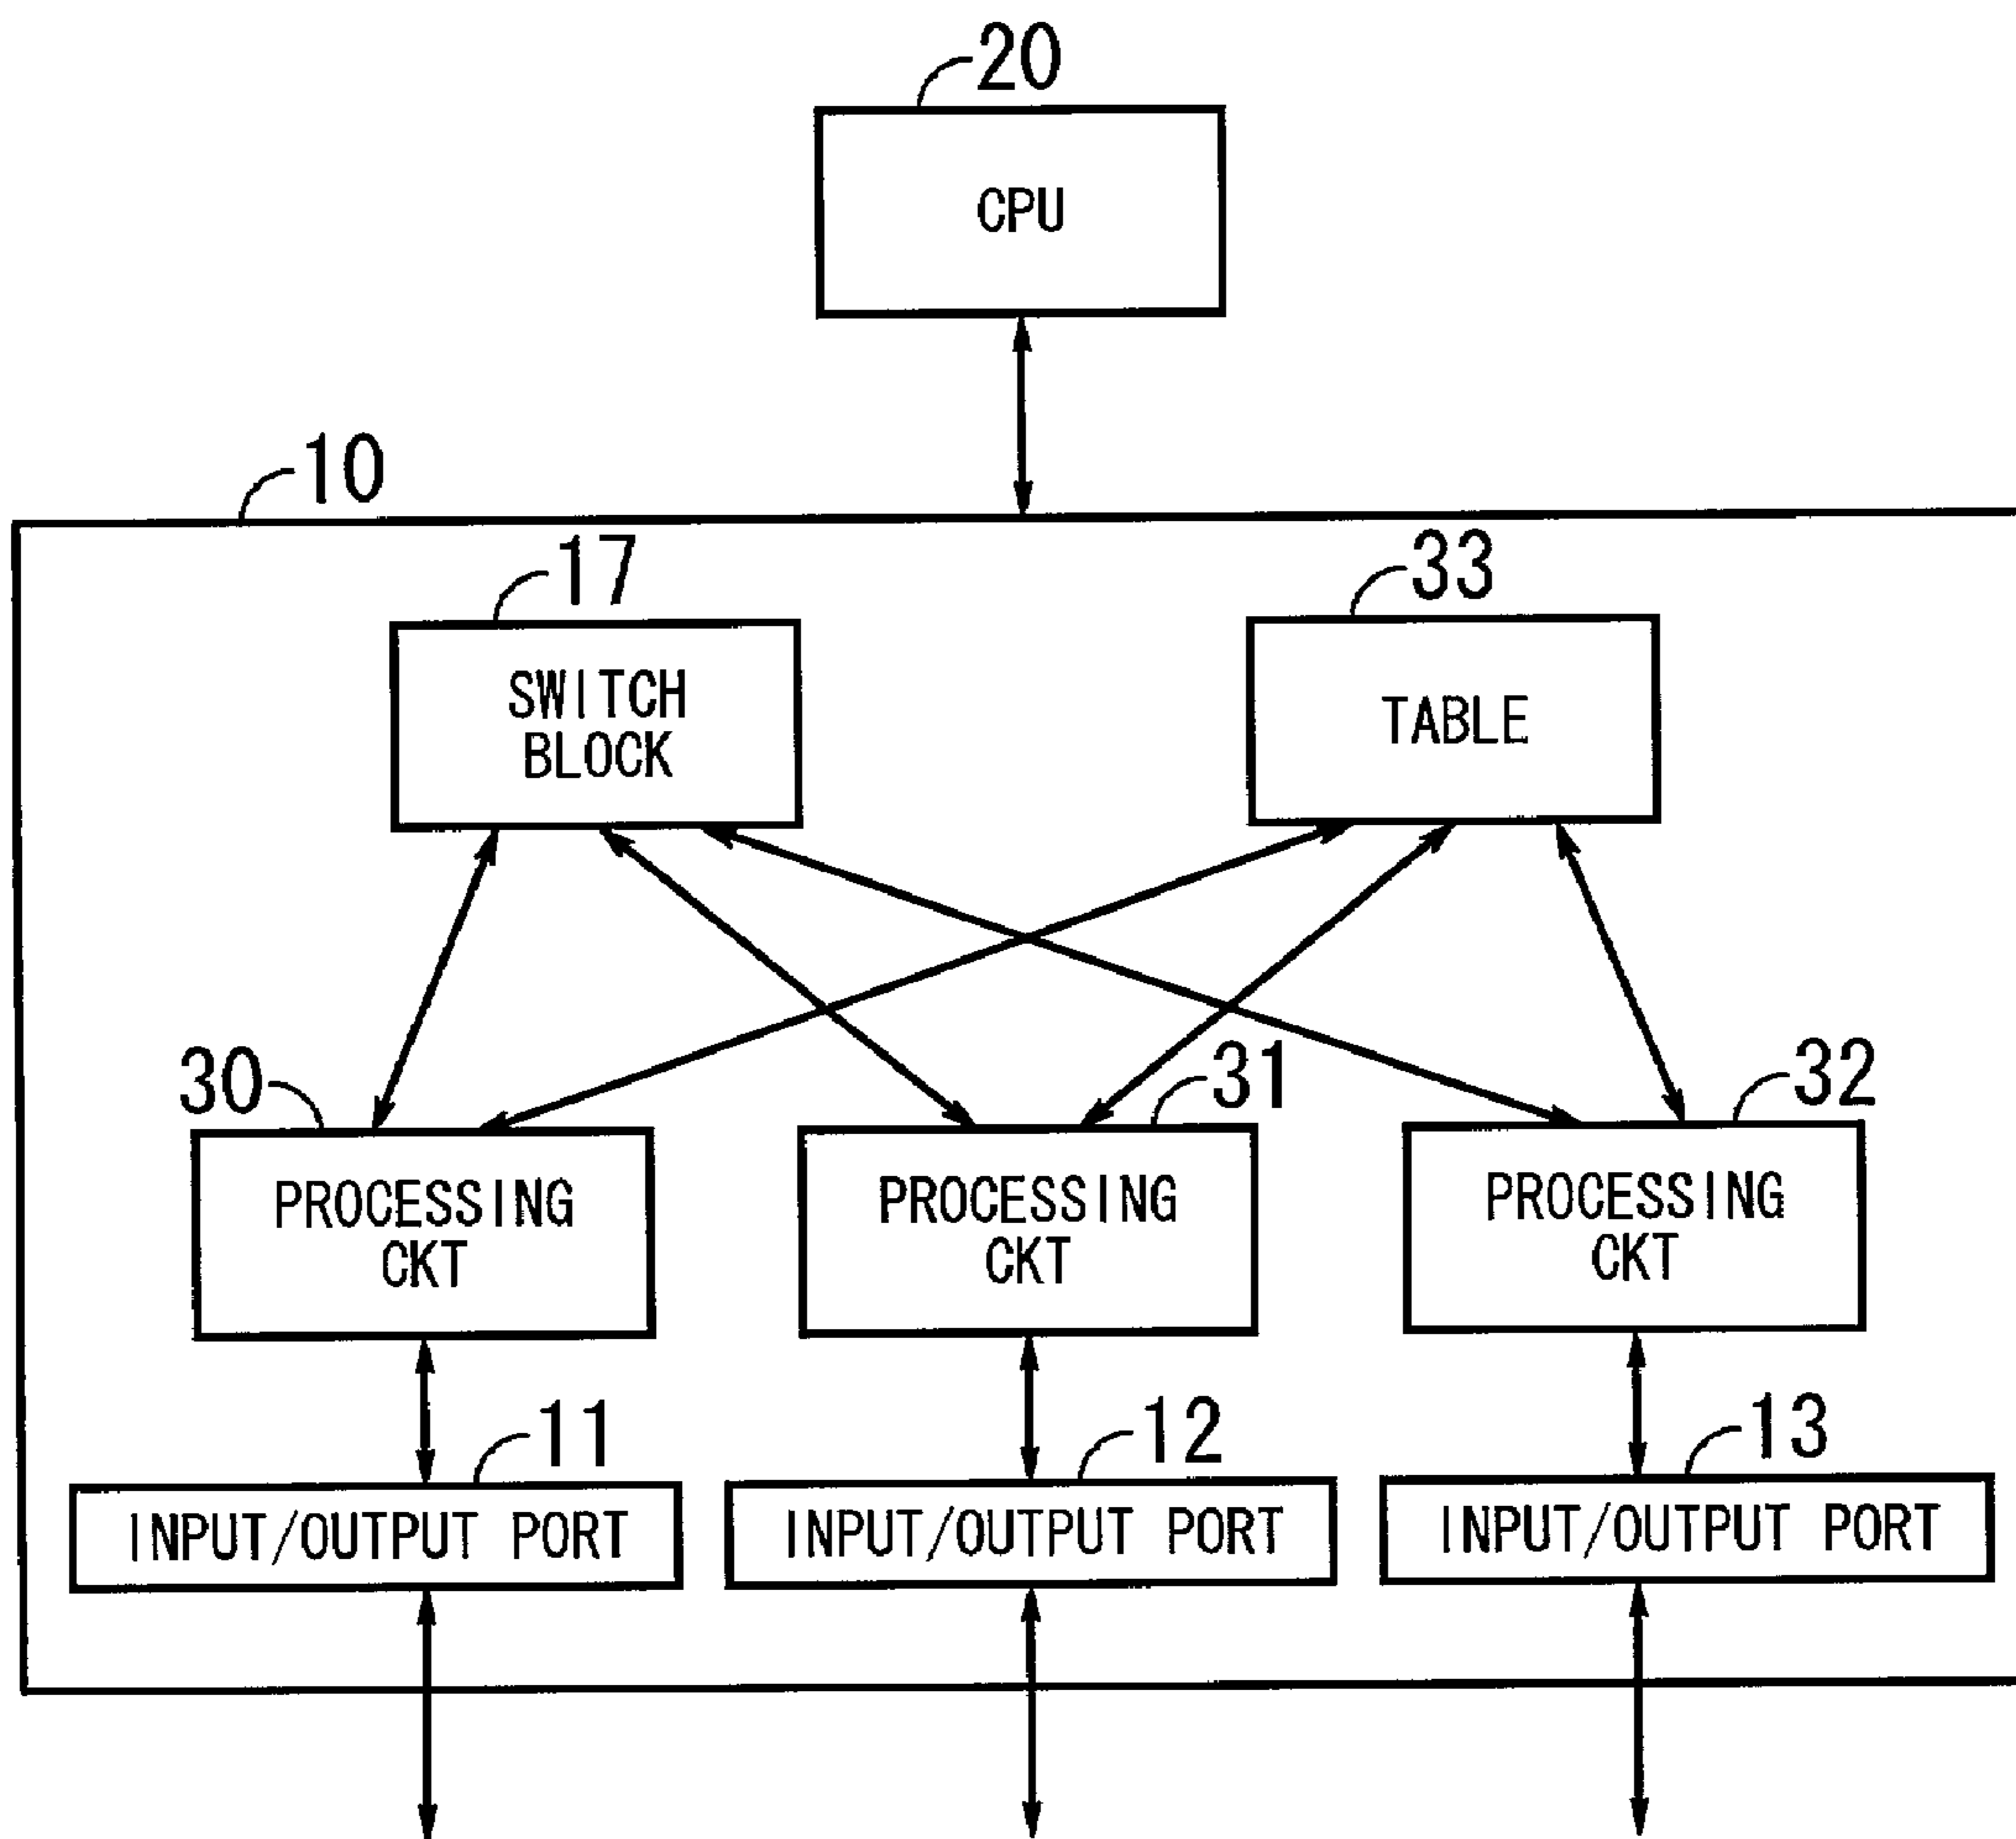 20
CPU
10
17
33
SWITCH
BLOCK
TABLE
30
31
32
PROCESSING
CKT
PROCESSING
CKT
PROCESSING
CKT
11
12
13
INPUT/OUTPUT PORT
INPUT/OUTPUT PORT
INPUT/OUTPUT PORT